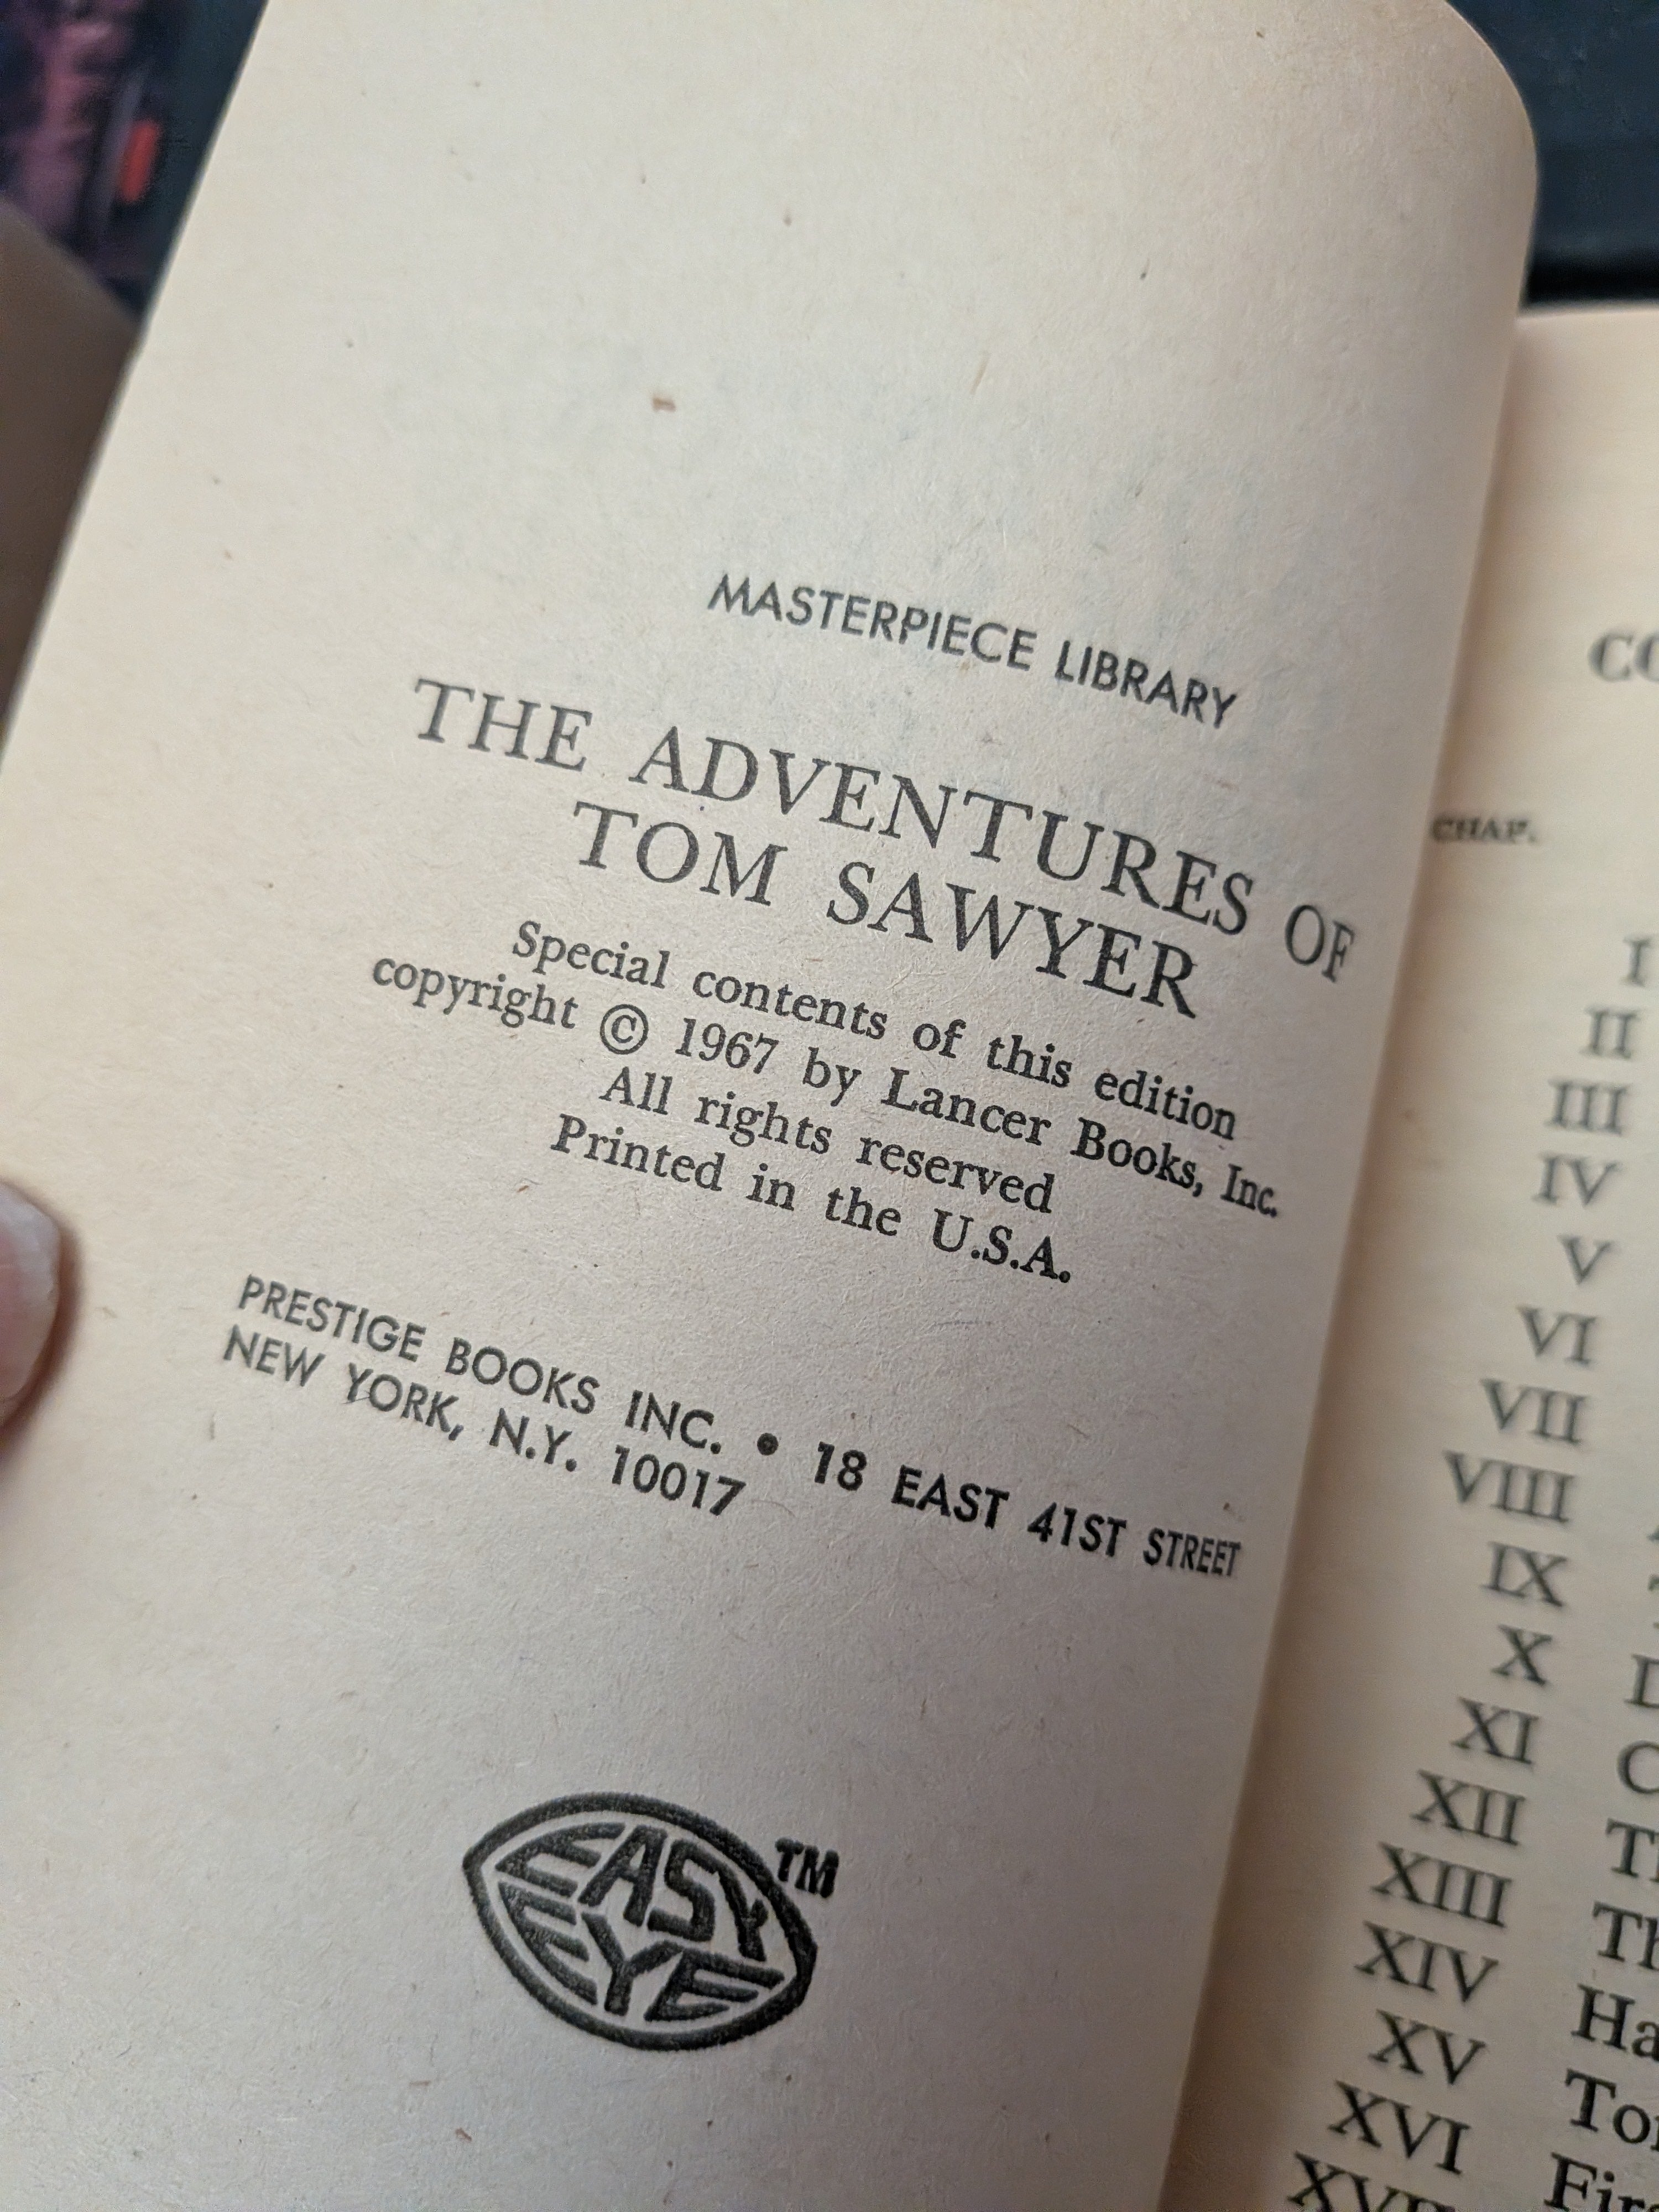 MASTERPIECE LIBRARY
THE ADVENTURES OF
TOM SAWYER
Special contents of this edition
copyright © 1967 by Lancer Books, Inc.
All rights reserved
Printed in the U.S.A.
PRESTIGE BOOKS INC. • 18 EAST 41ST STREET
NEW YORK, N.Y. 10017
EASY
EYE
TM
CHAP.
I
II
III
IV
V
VI
VII
VIII
IX
X
XI
XII
XIII
XIV
XV
XVI